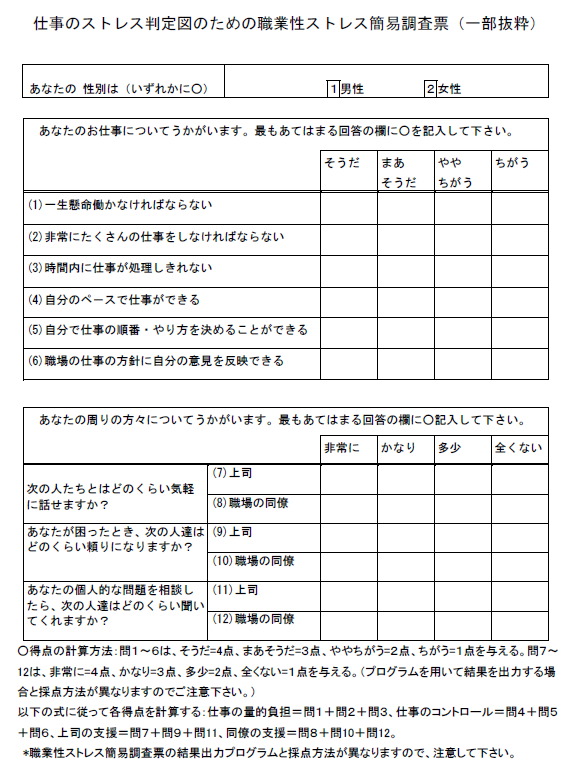 仕事のストレス判定図のための職業性ストレス簡易調査票（一部抜粋）
あなたの 性別は（いずれかに〇） 1 男性 2 女性
あなたのお仕事についてうかがいます。最もあてはまる回答の欄に〇を記入して下さい。
そうだ まあ やや ちがう
そうだ ちがう
(1)一生懸命働かなければならない
(2)非常にたくさんの仕事をしなければならない
(3)時間内に仕事が処理しきれない
(4)自分のペースで仕事ができる
(5)自分で仕事の順番・やり方を決めることができる
(6)職場の仕事の方針に自分の意見を反映できる
あなたの周りの方々についてうかがいます。最もあてはまる回答の欄に〇記入して下さい。
非常に かなり 多少 全くない
次の人たちとはどのくらい気軽
に話せますか？
(7)上司
(8)職場の同僚
あなたが困ったとき、次の人達は
どのくらい頼りになりますか？
(9)上司
(10)職場の同僚
あなたの個人的な問題を相談し
たら、次の人達はどのくらい聞い
てくれますか？
(11)上司
(12)職場の同僚
〇得点の計算方法：問１～６は、そうだ=4点、まあそうだ=３点、ややちがう=２点、ちがう=１点を与える。問７～
12は、非常に=４点、かなり=３点、多少=2点、全くない=１点を与える。（プログラムを用いて結果を出力する場
合と採点方法が異なりますのでご注意下さい。）
以下の式に従って各得点を計算する：仕事の量的負担＝問１＋問２＋問３、仕事のコントロール＝問４＋問５
＋問６、上司の支援＝問７＋問９＋問11、同僚の支援＝問８＋問10＋問12。
*職業性ストレス簡易調査票の結果出力プログラムと採点方法が異なりますので、注意して下さい。